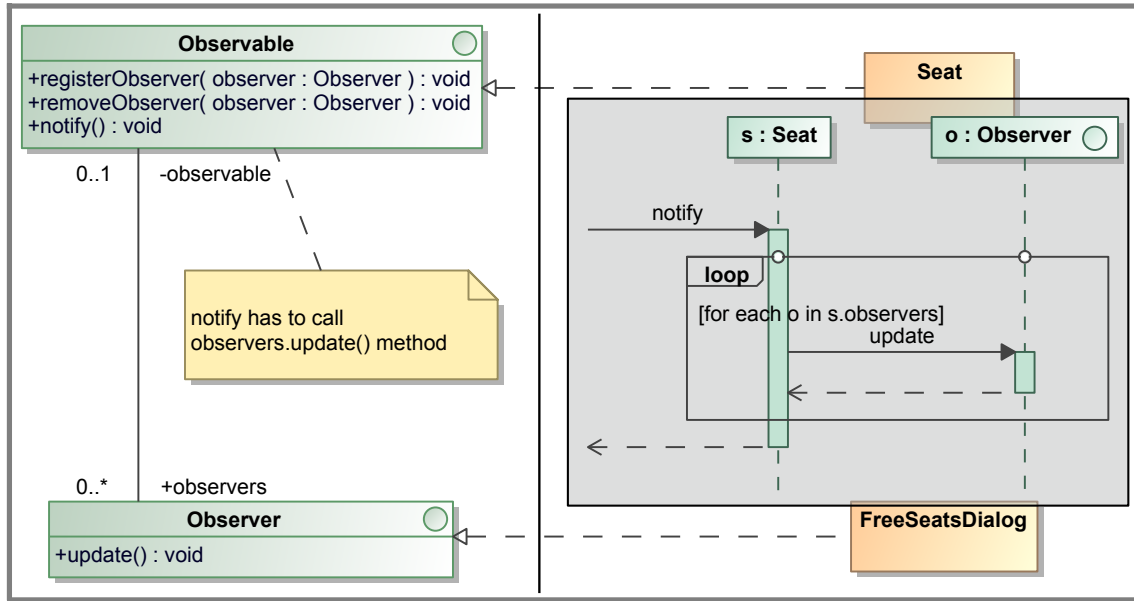 Observable
+registerObserver( observer : Observer ) : void
+removeObserver( observer : Observer ) : void
+notify() : void
0..1
-observable
notify has to call
observers.update() method
0..*
+observers
Observer
+update() : void
Seat
s : Seat
o : Observer
notify
loop
[for each o in s.observers]
update
FreeSeatsDialog